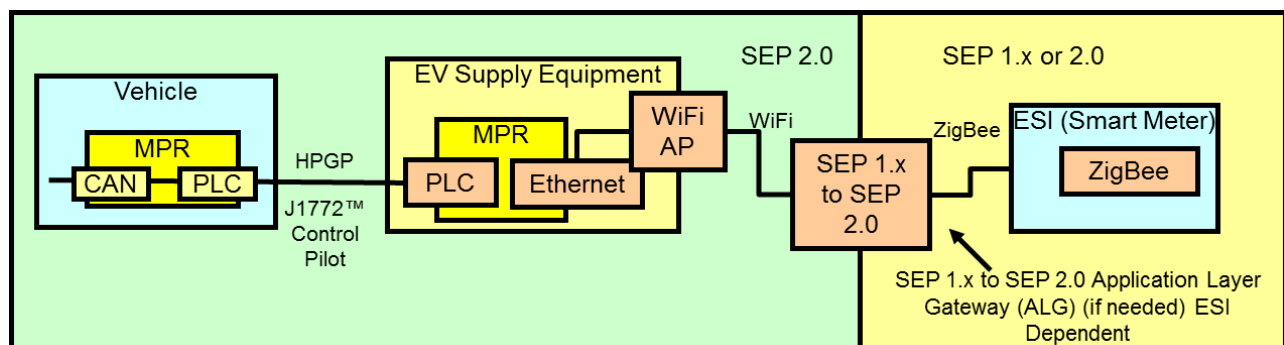 SEP 2.0
SEP 1.x or 2.0
Vehicle
MPR
CAN
PLC
HPGP
J1772™
Control
Pilot
EV Supply Equipment
MPR
PLC
Ethernet
WiFi
AP
WiFi
SEP 1.x
to SEP
2.0
ZigBee
ESI (Smart Meter)
ZigBee
SEP 1.x to SEP 2.0 Application Layer
Gateway (ALG) (if needed) ESI
Dependent